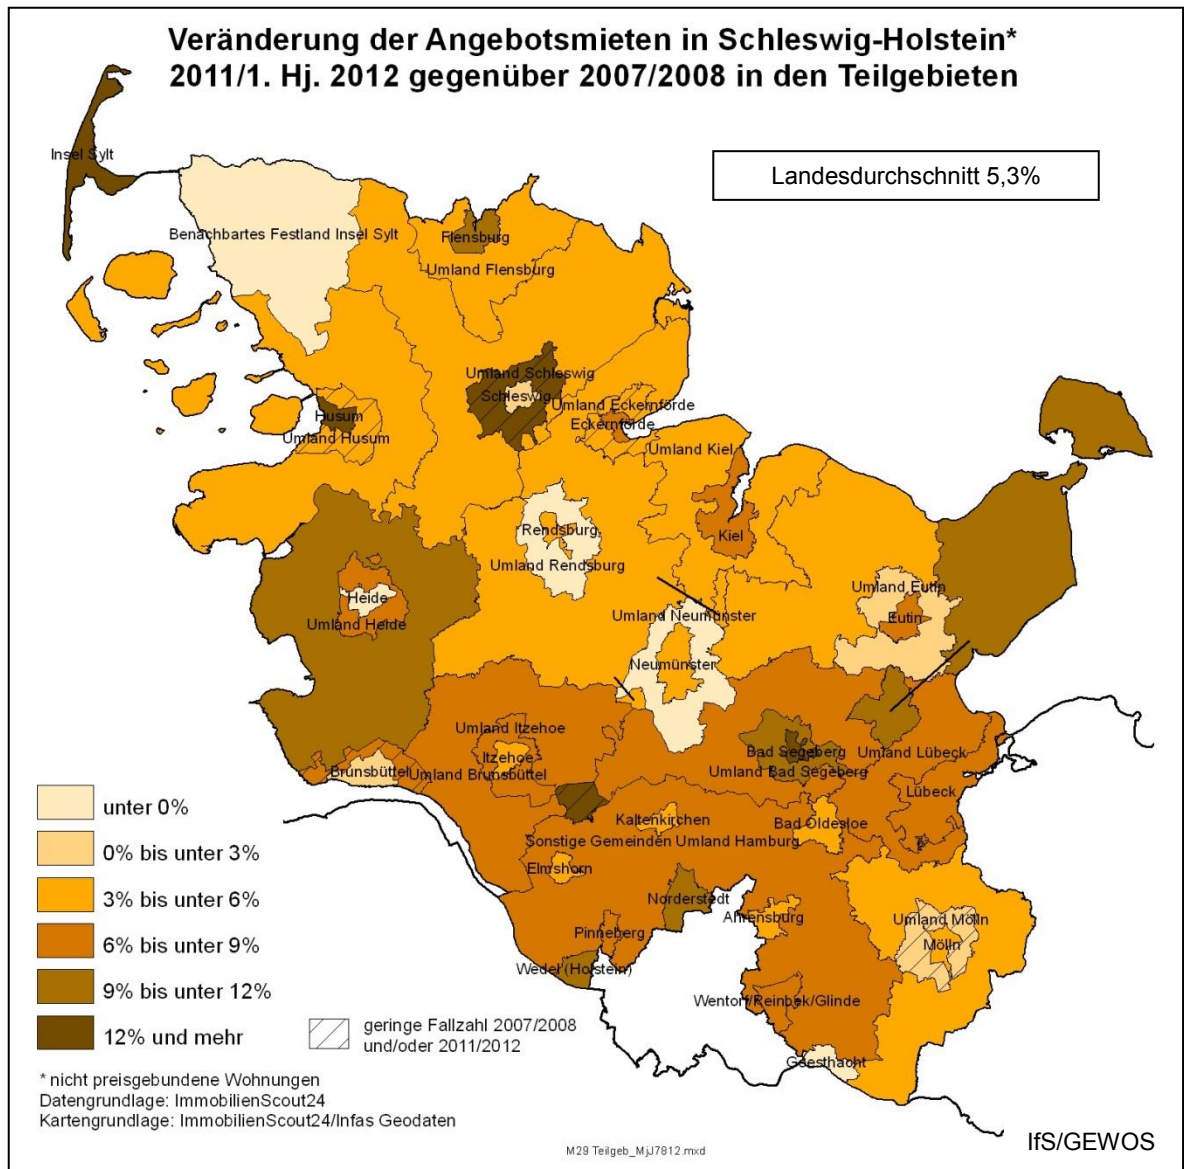 Veränderung der Angebotsmieten in Schleswig-Holstein*
2011/1. Hj. 2012 gegenüber 2007/2008 in den Teilgebieten
Landesdurchschnitt 5,3%
Insel Sylt
Benachbartes Festland Insel Sylt
Flensburg
Umland Flensburg
Umland Schleswig
Schleswig
Umland Eckernförde
Eckernförde
Husum
Umland Husum
Umland Kiel
Kiel
Rendsburg
Umland Rendsburg
Heide
Umland Heide
Umland Eutin
Eutin
Umland Neumünster
Neumünster
Umland Itzehoe
Itzehoe
Bad Segeberg
Umland Lübeck
Brunsbüttel
Umland Brunsbüttel
Umland Bad Segeberg
Lübeck
Kaltenkirchen
Bad Oldesloe
Sonstige Gemeinden Umland Hamburg
Elmshorn
Norderstedt
Ahrensburg
Umland Mölln
Mölln
Pinneberg
Wedel (Holstein)
Wentorf/Reinbek/Glinde
Geesthacht
unter 0%
0% bis unter 3%
3% bis unter 6%
6% bis unter 9%
9% bis unter 12%
12% und mehr
geringe Fallzahl 2007/2008
und/oder 2011/2012
* nicht preisgebundene Wohnungen
Datengrundlage: ImmobilienScout24
Kartengrundlage: ImmobilienScout24/Infas Geodaten
M29 Teilgeb_MjJ7812.mxd
IfS/GEWOS